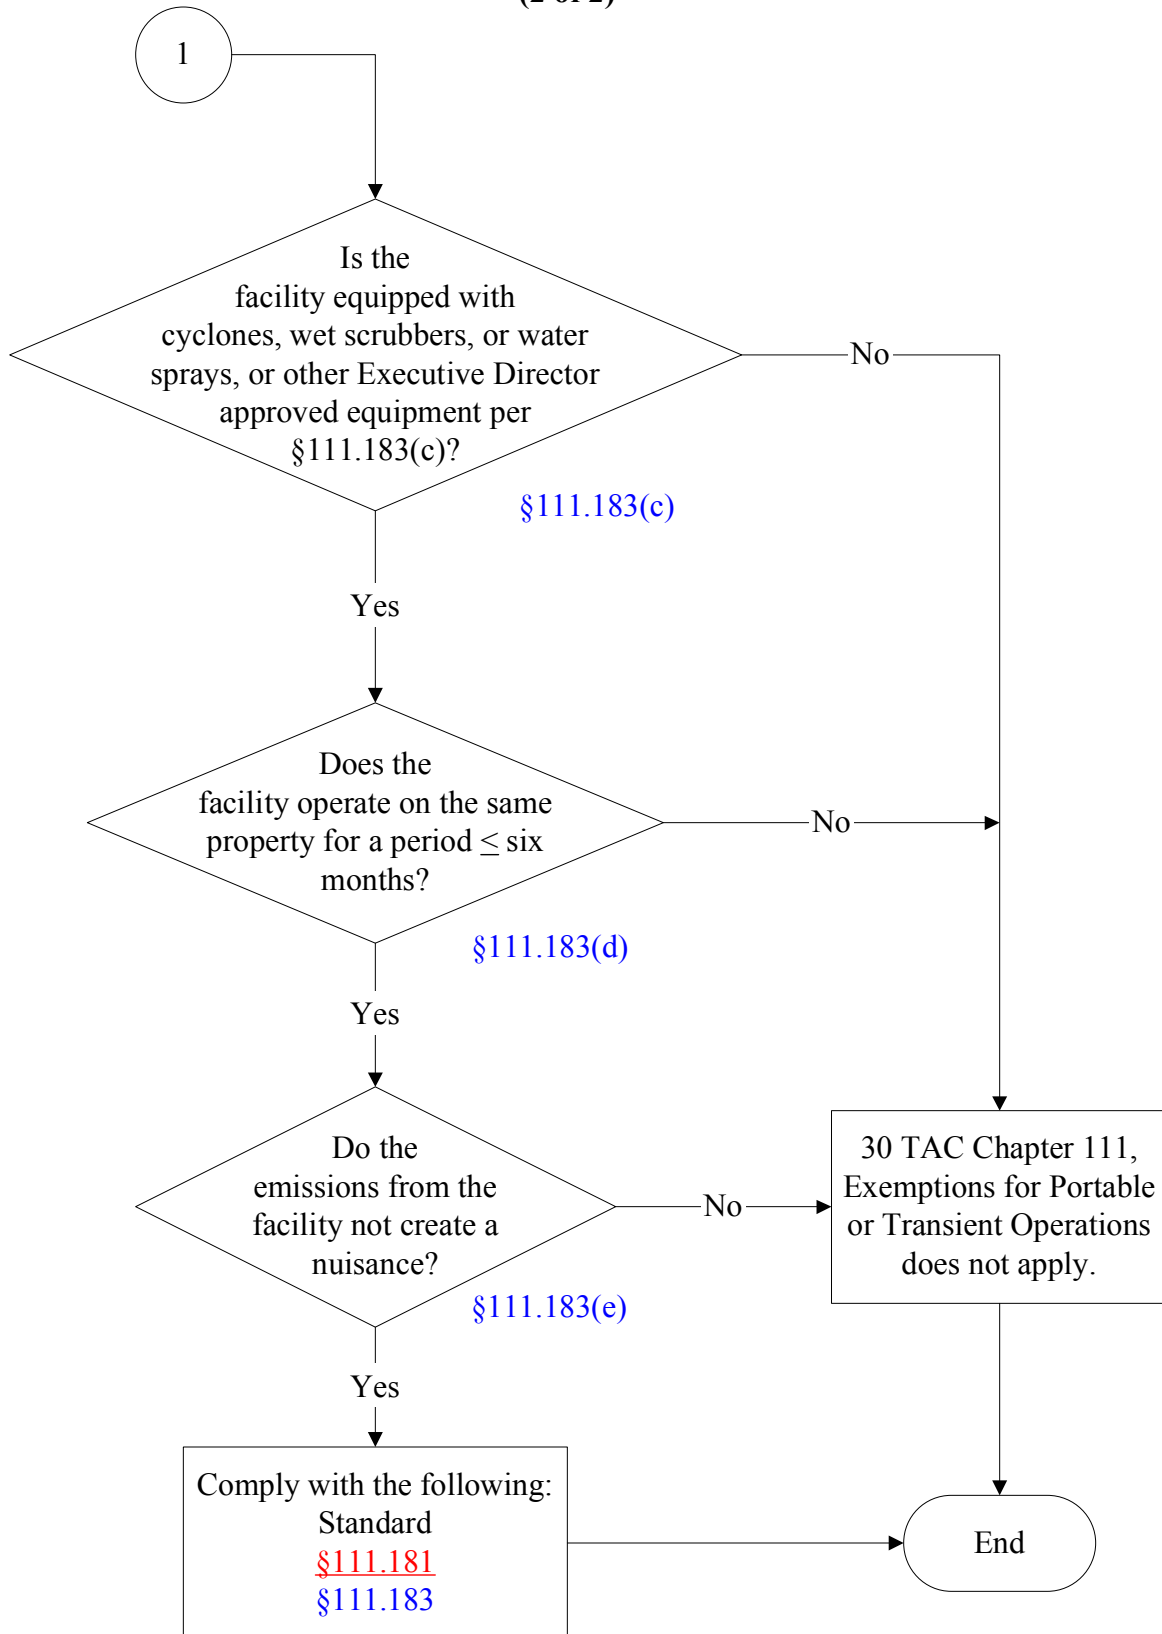 (2 of 2)
1
Is the
facility equipped with
cyclones, wet scrubbers, or water
sprays, or other Executive Director
approved equipment per
§111.183(c)?
No
§111.183(c)
Yes
Does the
facility operate on the same
property for a period ≤ six
months?
No
§111.183(d)
Yes
Do the
emissions from the
facility not create a
nuisance?
No
30 TAC Chapter 111,
Exemptions for Portable
or Transient Operations
does not apply.
§111.183(e)
Yes
Comply with the following:
Standard
§111.181
§111.183
End